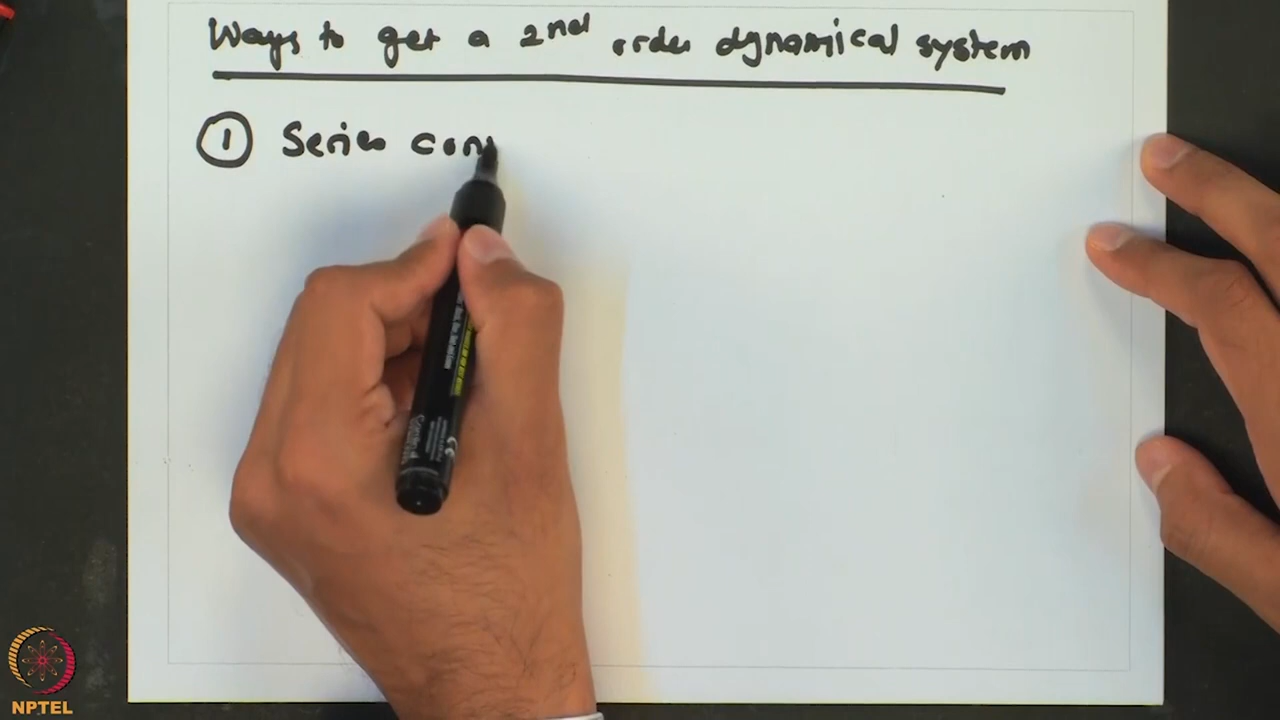 Ways to get a 2nd order dynamical system
① Series con
NPTEL